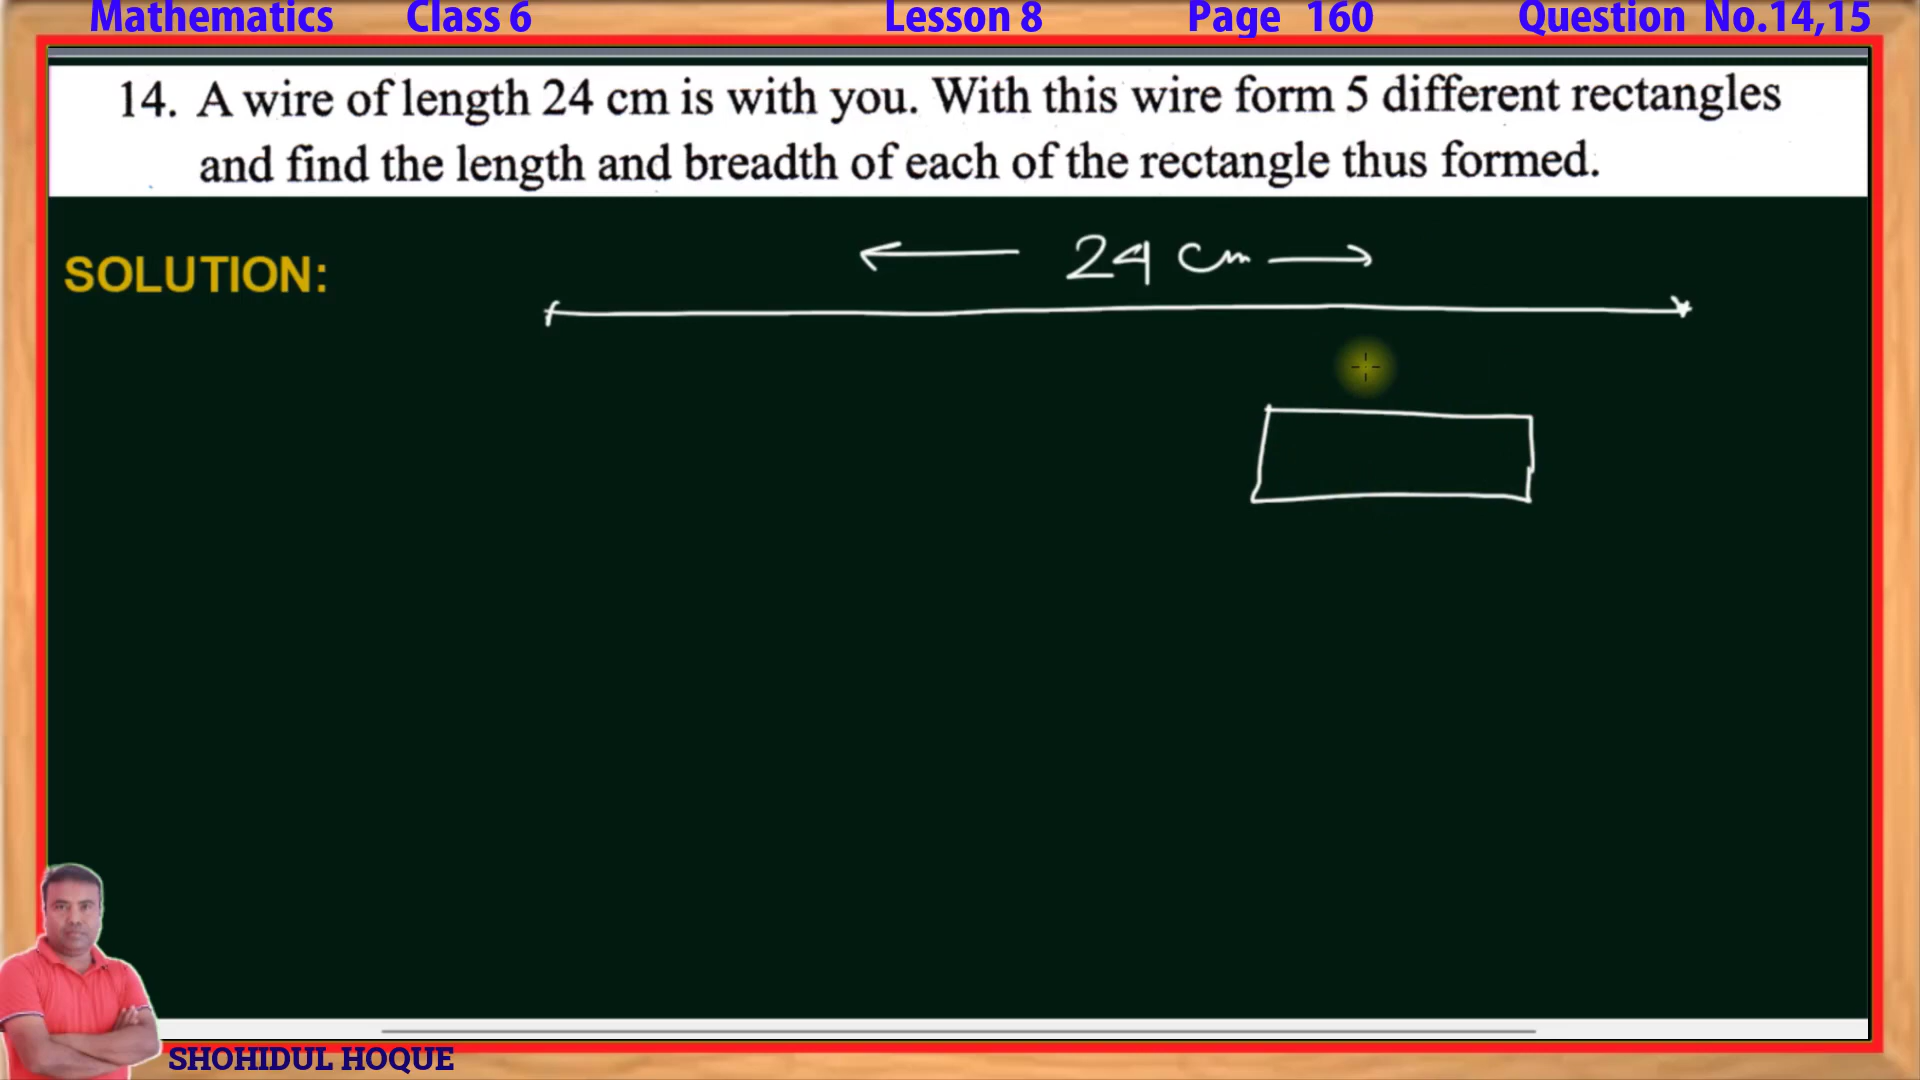 Mathematics Class 6 Lesson 8 Page 160 Question No.14,15
14. A wire of length 24 cm is with you. With this wire form 5 different rectangles
and find the length and breadth of each of the rectangle thus formed.
24 cm
SOLUTION:
SHOHIDUL HOQUE